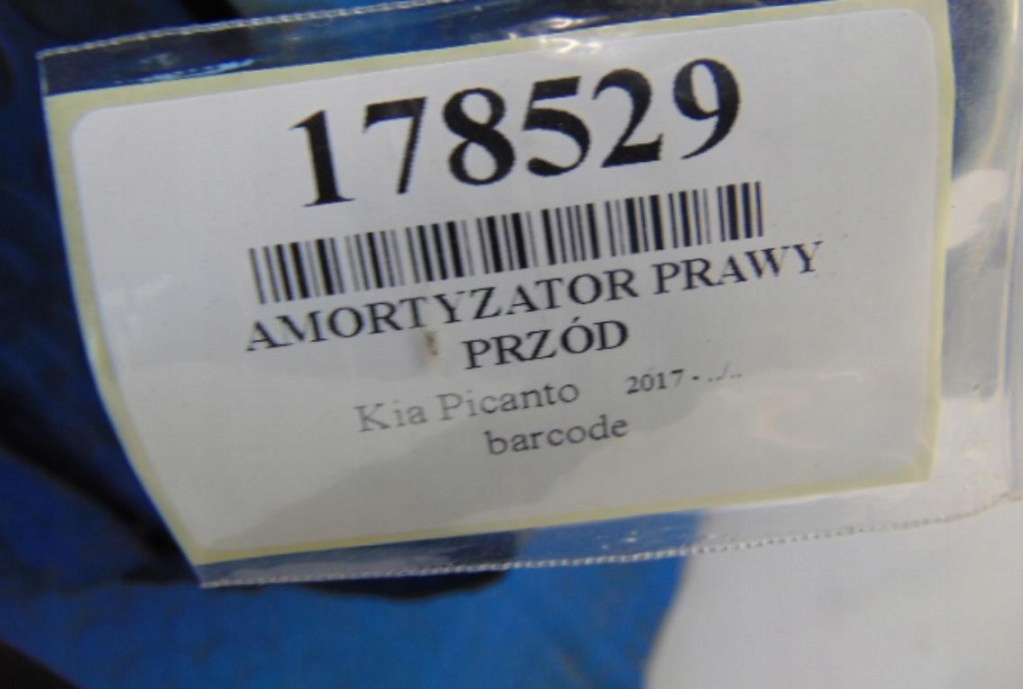 178529
AMORTYZATOR PRAWY
PRZÓD
Kia Picanto 2017 - ../..
barcode